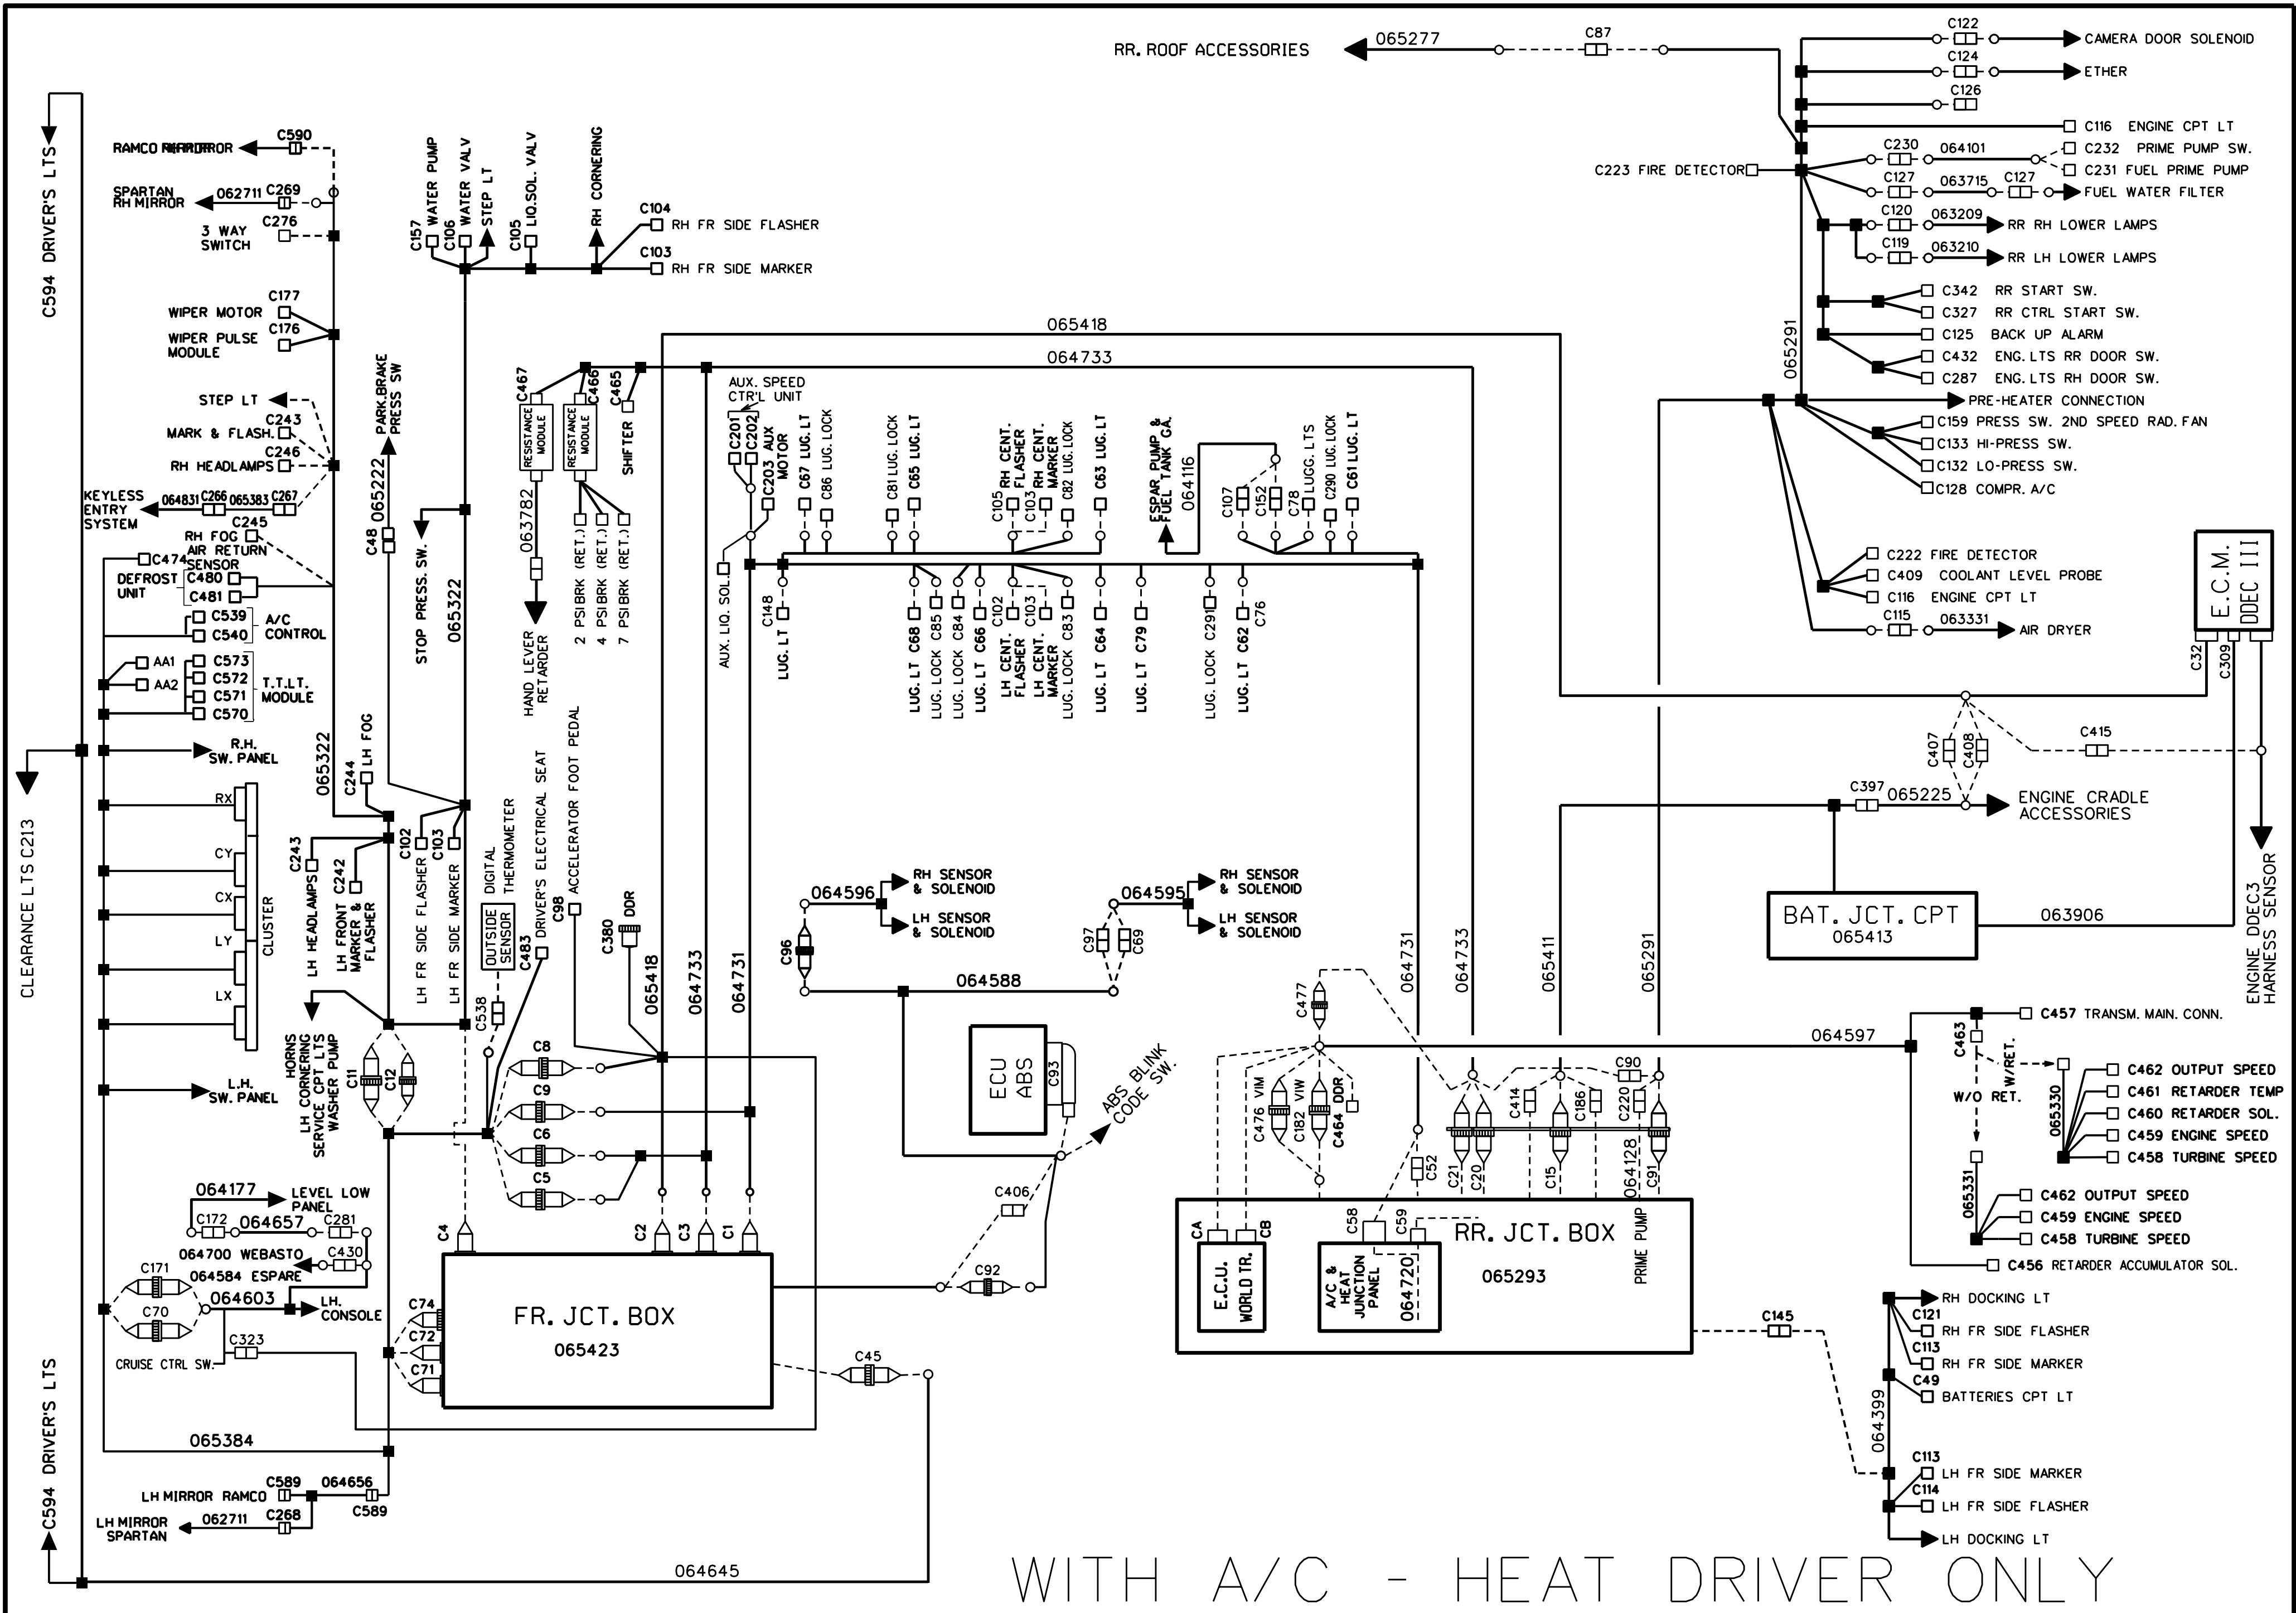 RR. ROOF ACCESSORIES
065277
C87
C122
CAMERA DOOR SOLENOID
C124
ETHER
C126
C116 ENGINE CPT LT
C230
064101
C232 PRIME PUMP SW.
C231 FUEL PRIME PUMP
C223 FIRE DETECTOR
C127
063715
C127
FUEL WATER FILTER
C120
063209
RR RH LOWER LAMPS
C119
063210
RR LH LOWER LAMPS
C342 RR START SW.
C327 RR CTRL START SW.
C125 BACK UP ALARM
C432 ENG. LTS RR DOOR SW.
C287 ENG. LTS RH DOOR SW.
065291
PRE-HEATER CONNECTION
C159 PRESS SW. 2ND SPEED RAD. FAN
C133 HI-PRESS SW.
C132 LO-PRESS SW.
C128 COMPR. A/C
C222 FIRE DETECTOR
C409 COOLANT LEVEL PROBE
C116 ENGINE CPT LT
C115
063331
AIR DRYER
E.C.M.
DDEC III
C32
C309
C594 DRIVER'S LTS
RAMCO
C590
SPARTAN
RH MIRROR
062711
C269
C276
3 WAY
SWITCH
C177
WIPER MOTOR
C176
WIPER PULSE
MODULE
STEP LT
C243
MARK & FLASH.
C246
RH HEADLAMPS
KEYLESS
ENTRY
SYSTEM
064831
C266
065383
C267
C245
RH FOG
AIR RETURN
SENSOR
C474
DEFROST
UNIT
C480
C481
C539
C540
A/C
CONTROL
AA1
AA2
C573
C572
C571
C570
T.T.LT.
MODULE
R.H.
SW. PANEL
RX
CY
CX
LY
LX
CLUSTER
L.H.
SW. PANEL
CLEARANCE LTS C213
C157
WATER PUMP
C106
WATER VALV
STEP LT
C105
LIQ.SOL. VALV
RH CORNERING
C104
RH FR SIDE FLASHER
C103
RH FR SIDE MARKER
PARK.BRAKE
PRESS SW
065222
C48
STOP PRESS. SW.
065322
065322
C244
LH FOG
C243
LH HEADLAMPS
C242
LH FRONT
MARKER &
FLASHER
C102
LH FR SIDE FLASHER
C103
LH FR SIDE MARKER
HORNS
LH CORNERING
SERVICE CPT LTS
WASHER PUMP
C11
C12
065418
064733
C467
C466
C465
RESISTANCE
MODULE
RESISTANCE
MODULE
SHIFTER
063782
2 PSI BRK (RET.)
4 PSI BRK (RET.)
7 PSI BRK (RET.)
HAND LEVER
RETARDER
AUX. SPEED
CTR'L UNIT
C201
C202
C203 AUX
MOTOR
AUX. LIQ. SOL.
C67 LUG. LT
C86 LUG. LOCK
C81 LUG. LOCK
C65 LUG. LT
C105
RH CENT.
FLASHER
C103
RH CENT.
MARKER
C82 LUG. LOCK
C63 LUG. LT
ESPAR PUMP &
FUEL TANK GA.
064116
C107
C152
C78
LUGG. LTS
C290 LUG. LOCK
C61 LUG. LT
C148
LUG. LT
LUG. LT C68
LUG. LOCK C85
LUG. LOCK C84
LUG. LT C66
C102
LH CENT.
FLASHER
C103
LH CENT.
MARKER
LUG. LOCK C83
LUG. LT C64
LUG. LT C79
LUG. LOCK C291
LUG. LT C62
C76
DIGITAL
THERMOMETER
OUTSIDE
SENSOR
C538
C483
DRIVER'S ELECTRICAL SEAT
C98
ACCELERATOR FOOT PEDAL
C380
DDR
065418
064733
064731
C8
C9
C6
C5
064596
C96
RH SENSOR
& SOLENOID
LH SENSOR
& SOLENOID
064588
064595
C97
C69
RH SENSOR
& SOLENOID
LH SENSOR
& SOLENOID
ECU
ABS
C93
ABS BLINK
CODE SW.
C406
C92
C4
C2
C3
C1
FR. JCT. BOX
065423
C74
C72
C71
C45
064177
LEVEL LOW
PANEL
C172
064657
C281
064700 WEBASTO
C430
064584 ESPARE
C171
064603
LH.
CONSOLE
C70
C323
CRUISE CTRL SW.
065384
C594 DRIVER'S LTS
LH MIRROR RAMCO
C589
064656
C589
LH MIRROR
SPARTAN
062711
C268
064645
064731
064733
065411
065291
C477
C476 VIM
C182 VIW
C464 DDR
C52
C21
C20
C414
C15
C186
C90
C220
064128
C91
CA
CB
E.C.U.
WORLD TR.
C58
C59
A/C &
HEAT
JUNCTION
PANEL
064720
RR. JCT. BOX
065293
PRIME PUMP
C407
C408
C415
C397
065225
ENGINE CRADLE
ACCESSORIES
BAT. JCT. CPT
065413
063906
ENGINE DDEC3
HARNESS SENSOR
064597
C457 TRANSM. MAIN. CONN.
C463
W/RET.
W/O RET.
065330
C462 OUTPUT SPEED
C461 RETARDER TEMP
C460 RETARDER SOL.
C459 ENGINE SPEED
C458 TURBINE SPEED
065331
C462 OUTPUT SPEED
C459 ENGINE SPEED
C458 TURBINE SPEED
C456 RETARDER ACCUMULATOR SOL.
C145
064399
RH DOCKING LT
C121
RH FR SIDE FLASHER
C113
RH FR SIDE MARKER
C49
BATTERIES CPT LT
C113
LH FR SIDE MARKER
C114
LH FR SIDE FLASHER
LH DOCKING LT
WITH A/C - HEAT DRIVER ONLY